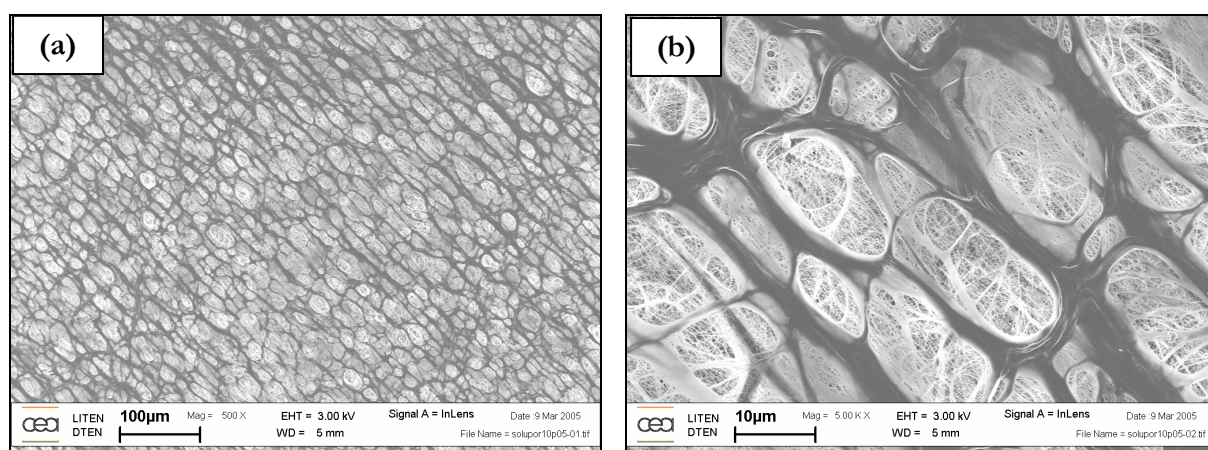 (a)
cea
LITEN
DTEN
100µm
Mag = 500 X
EHT = 3.00 kV
WD = 5 mm
Signal A = InLens
Date :9 Mar 2005
File Name = solupor10p05-01.tif
(b)
cea
LITEN
DTEN
10µm
Mag = 5.00 K X
EHT = 3.00 kV
WD = 5 mm
Signal A = InLens
Date :9 Mar 2005
File Name = solupor10p05-02.tif